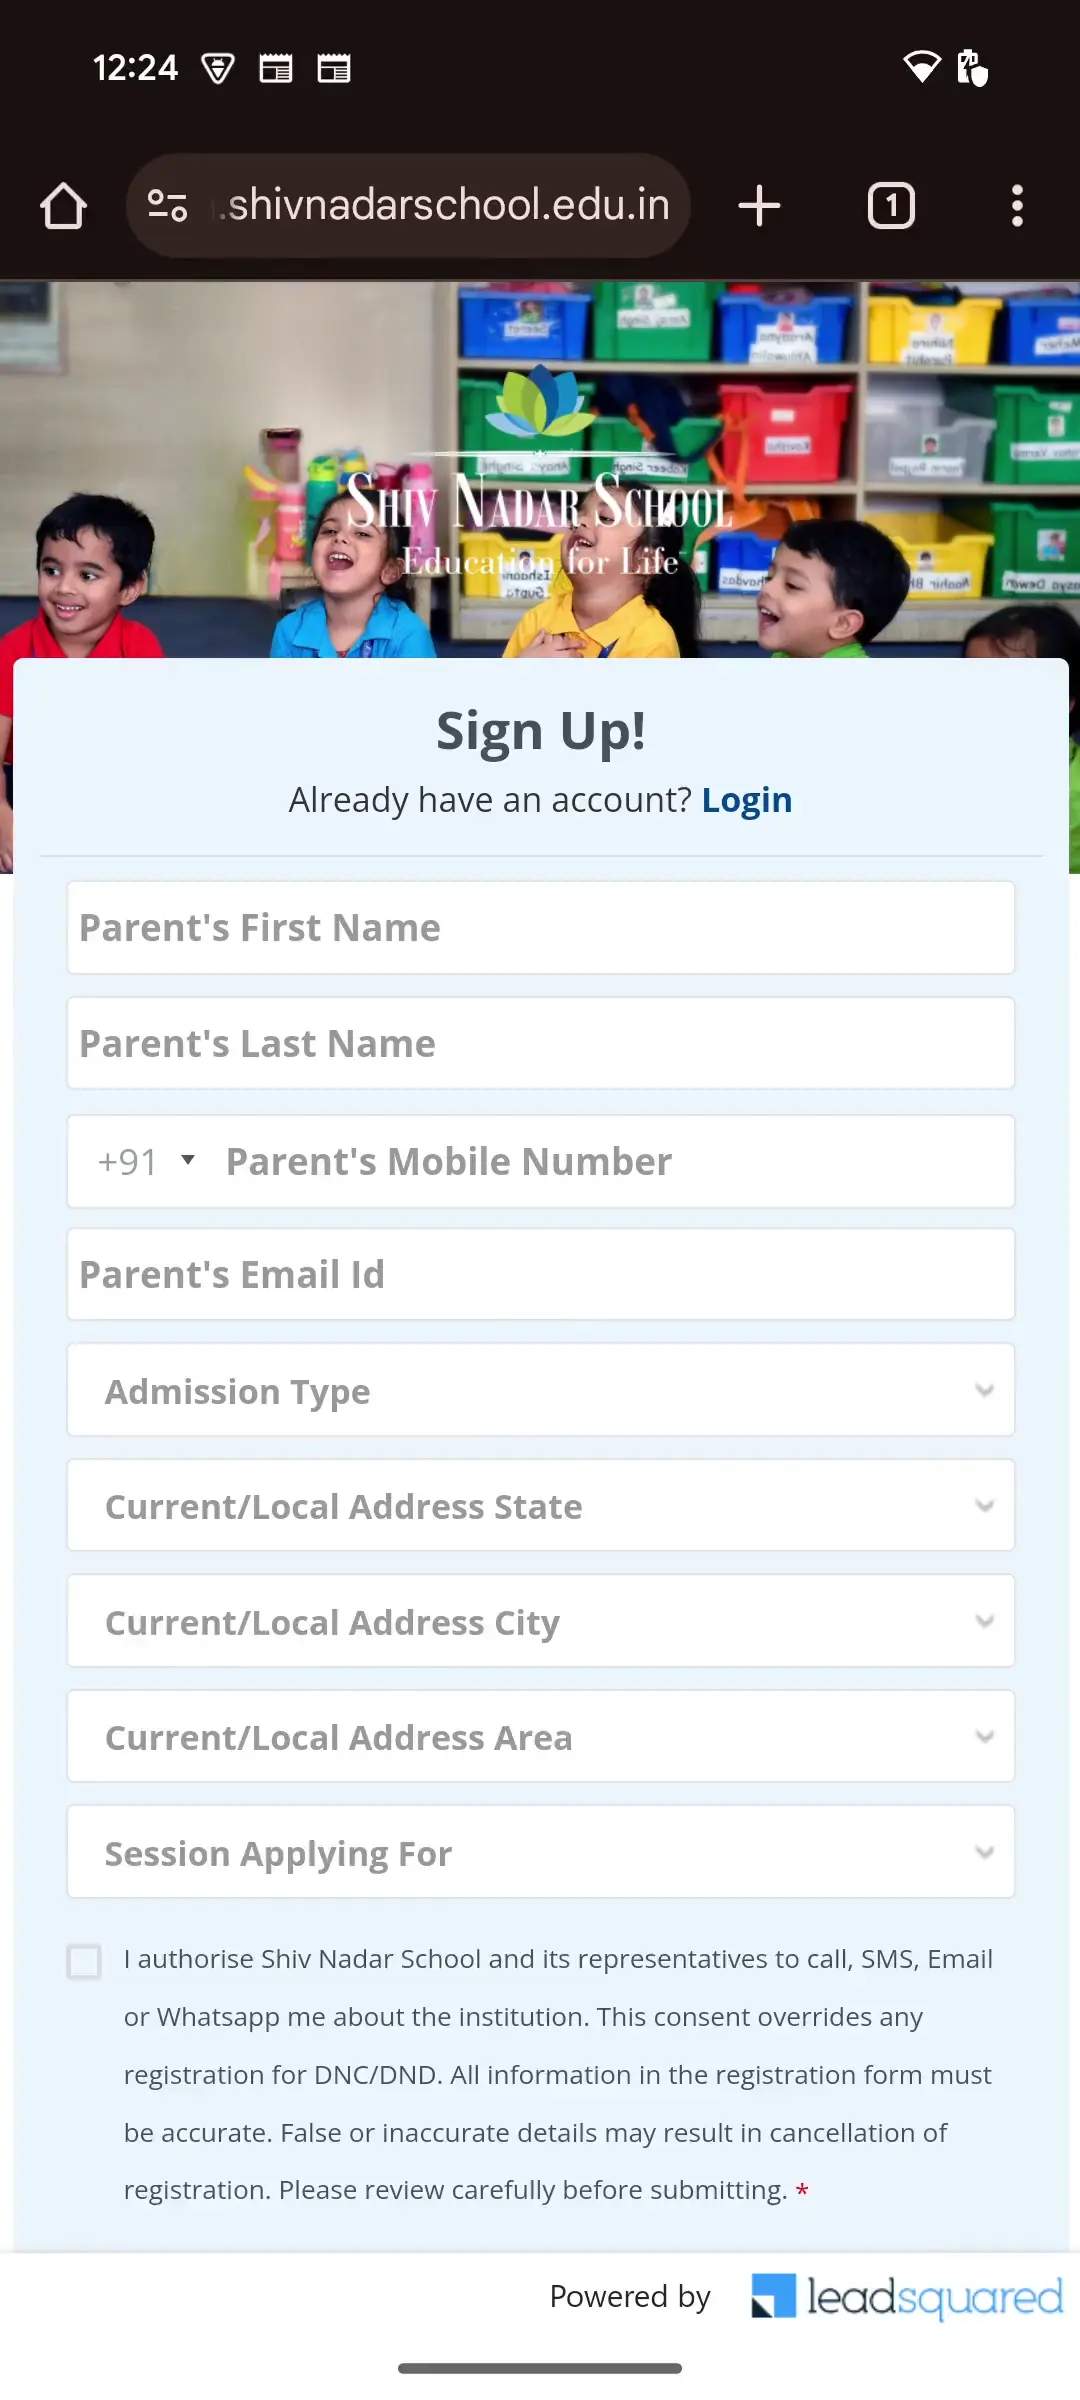 12:24
.shivnadarschool.edu.in
1
SHIV NADAR SCHOOL
Education for Life
Sign Up!
Already have an account? Login
Parent's First Name
Parent's Last Name
+91 Parent's Mobile Number
Parent's Email Id
Admission Type
Current/Local Address State
Current/Local Address City
Current/Local Address Area
Session Applying For
I authorise Shiv Nadar School and its representatives to call, SMS, Email
or Whatsapp me about the institution. This consent overrides any
registration for DNC/DND. All information in the registration form must
be accurate. False or inaccurate details may result in cancellation of
registration. Please review carefully before submitting. *
Powered by leadsquared